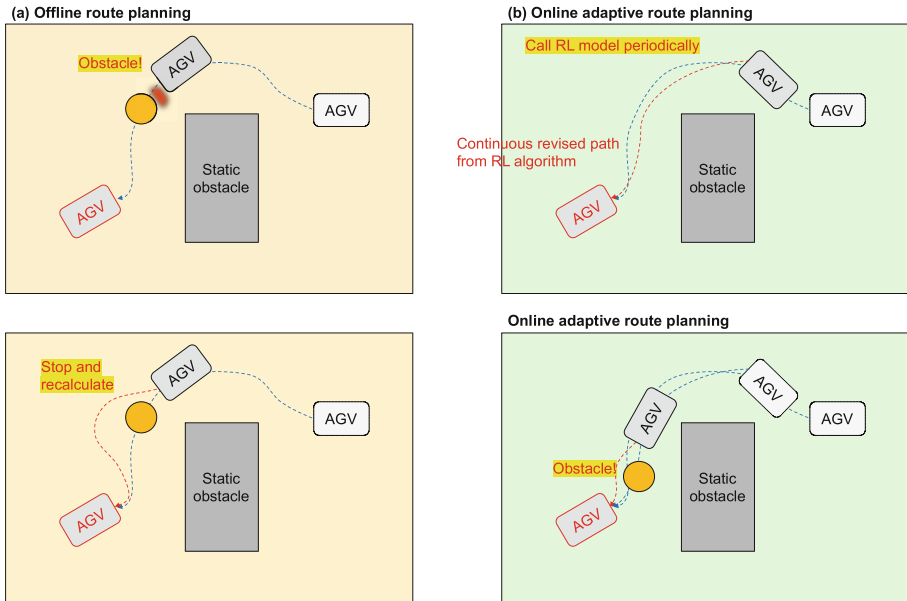 (a) Offline route planning
Obstacle!
AGV
AGV
Static
obstacle
AGV
(b) Online adaptive route planning
Call RL model periodically
AGV
AGV
Continuous revised path
from RL algorithm
Static
obstacle
AGV
Stop and
recalculate
AGV
AGV
Static
obstacle
AGV
Online adaptive route planning
AGV
AGV
AGV
Obstacle!
Static
obstacle
AGV